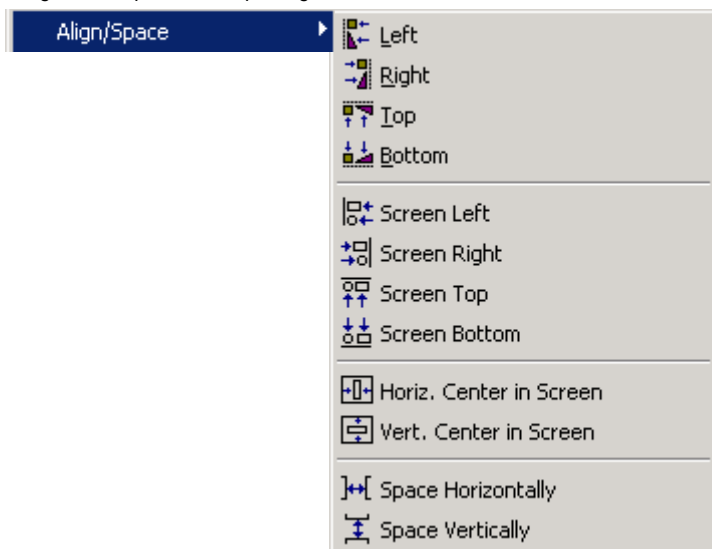 Align/Space
Left
Right
Top
Bottom
Screen Left
Screen Right
Screen Top
Screen Bottom
Horiz. Center in Screen
Vert. Center in Screen
Space Horizontally
Space Vertically